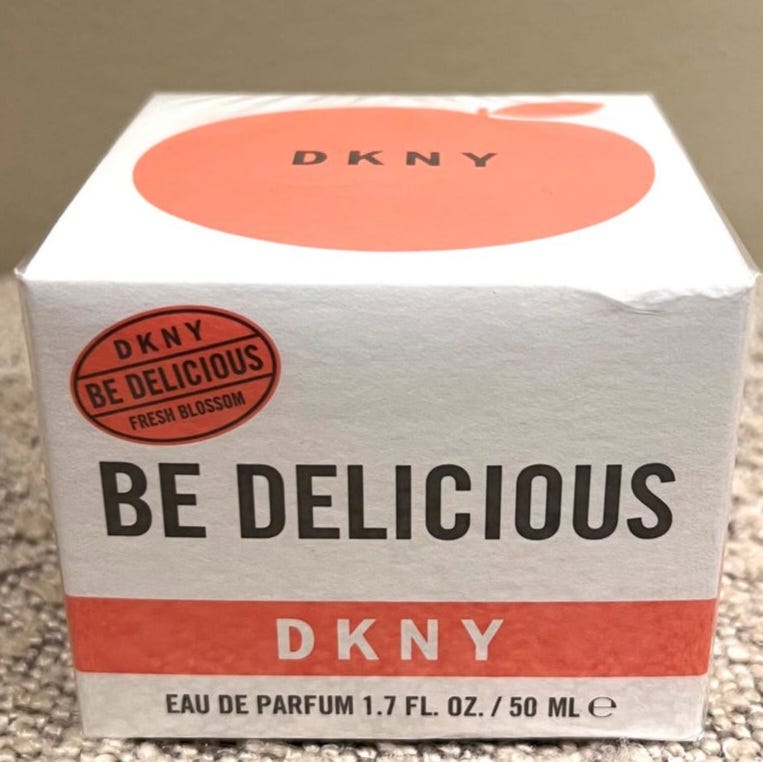 DKNY
DKNY
BE DELICIOUS
FRESH BLOSSOM
BE DELICIOUS
DKNY
EAU DE PARFUM 1.7 FL. OZ. / 50 ML ℮